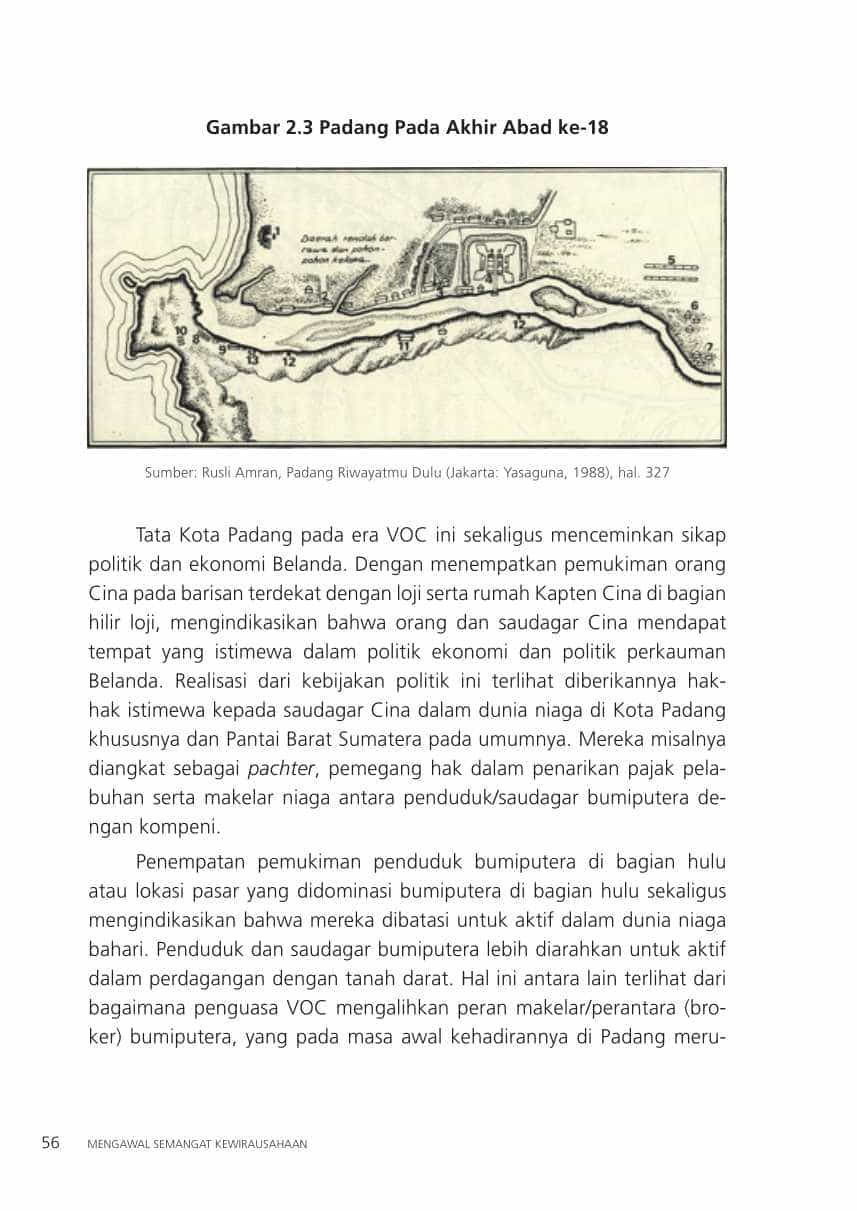 Gambar 2.3 Padang Pada Akhir Abad ke-18
1
Daerah rendah ber-
rawa dan pohon-
pohon kelapa
2
5
6
7
10
8
9
13
12
11
12
Sumber: Rusli Amran, Padang Riwayatmu Dulu (Jakarta: Yasaguna, 1988), hal. 327
Tata Kota Padang pada era VOC ini sekaligus menceminkan sikap
politik dan ekonomi Belanda. Dengan menempatkan pemukiman orang
Cina pada barisan terdekat dengan loji serta rumah Kapten Cina di bagian
hilir loji, mengindikasikan bahwa orang dan saudagar Cina mendapat
tempat yang istimewa dalam politik ekonomi dan politik perkauman
Belanda. Realisasi dari kebijakan politik ini terlihat diberikannya hak-
hak istimewa kepada saudagar Cina dalam dunia niaga di Kota Padang
khususnya dan Pantai Barat Sumatera pada umumnya. Mereka misalnya
diangkat sebagai pachter, pemegang hak dalam penarikan pajak pela-
buhan serta makelar niaga antara penduduk/saudagar bumiputera de-
ngan kompeni.
Penempatan pemukiman penduduk bumiputera di bagian hulu
atau lokasi pasar yang didominasi bumiputera di bagian hulu sekaligus
mengindikasikan bahwa mereka dibatasi untuk aktif dalam dunia niaga
bahari. Penduduk dan saudagar bumiputera lebih diarahkan untuk aktif
dalam perdagangan dengan tanah darat. Hal ini antara lain terlihat dari
bagaimana penguasa VOC mengalihkan peran makelar/perantara (bro-
ker) bumiputera, yang pada masa awal kehadirannya di Padang meru-
56 MENGAWAL SEMANGAT KEWIRAUSAHAAN